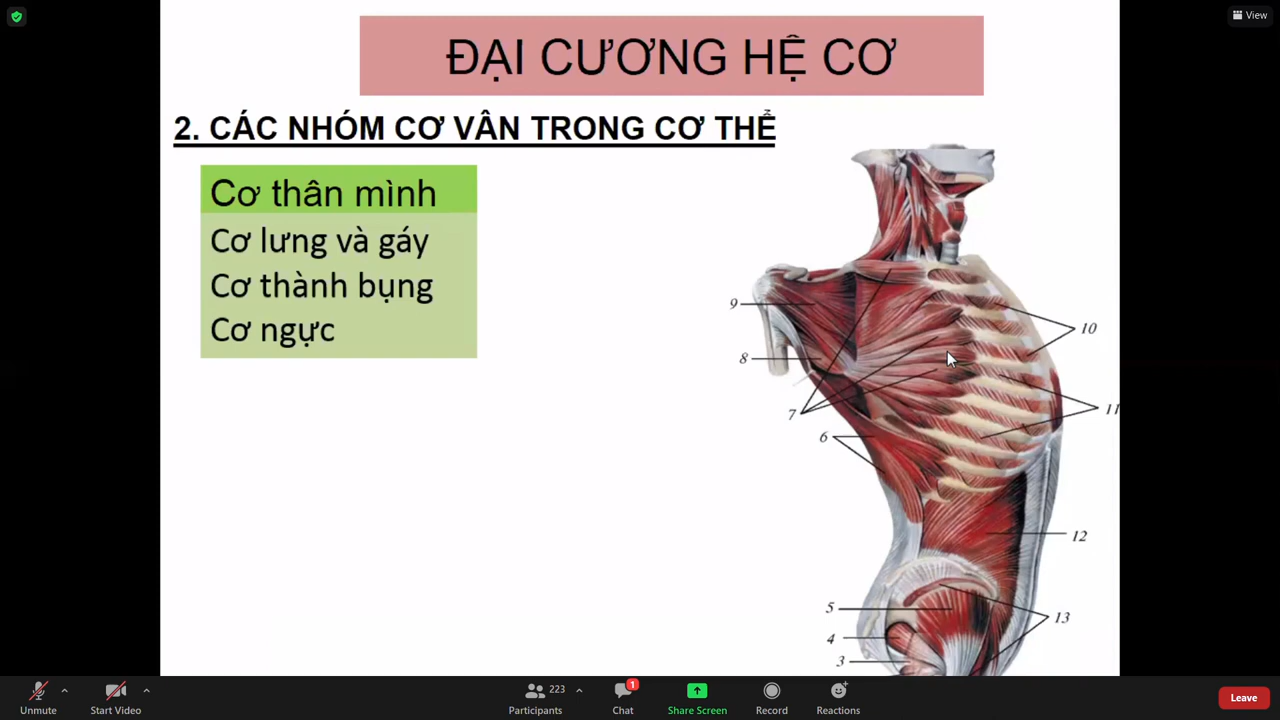 View
ĐẠI CƯƠNG HỆ CƠ
2. CÁC NHÓM CƠ VÂN TRONG CƠ THỂ
Cơ thân mình
Cơ lưng và gáy
Cơ thành bụng
Cơ ngực
9
10
8
11
7
6
12
5
13
4
3
223
1
Unmute
Start Video
Participants
Chat
Share Screen
Record
Reactions
Leave